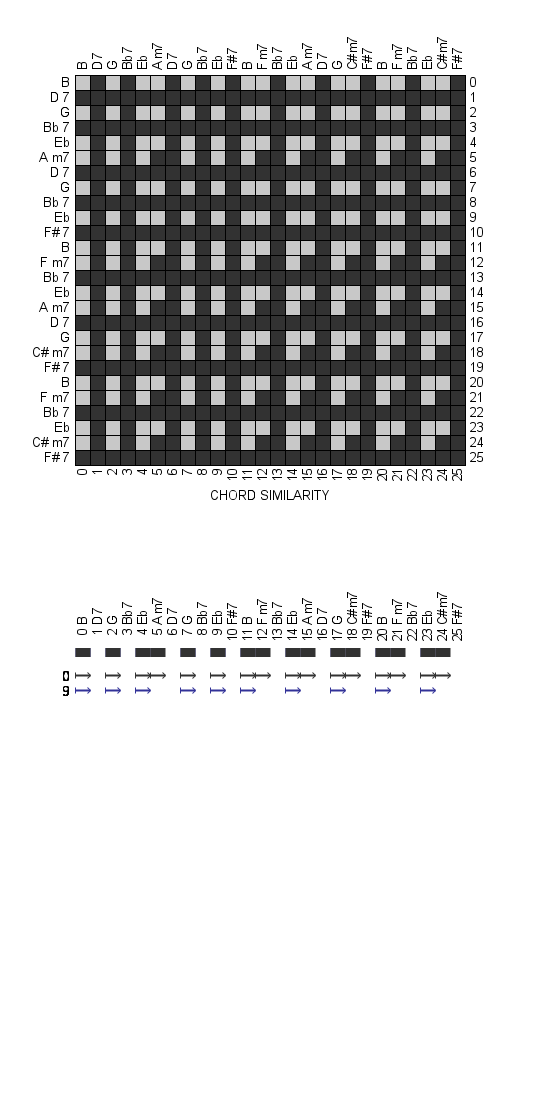 B D7 G Bb7 Eb A m7 D7 G Bb7 Eb F#7 B F m7 Bb7 Eb A m7 D7 G C#m7 F#7 B F m7 Bb7 Eb C#m7 F#7
B 0
D 7 1
G 2
Bb 7 3
Eb 4
A m7 5
D 7 6
G 7
Bb 7 8
Eb 9
F# 7 10
B 11
F m7 12
Bb 7 13
Eb 14
A m7 15
D 7 16
G 17
C# m7 18
F# 7 19
B 20
F m7 21
Bb 7 22
Eb 23
C# m7 24
F# 7 25
0 1 2 3 4 5 6 7 8 9 10 11 12 13 14 15 16 17 18 19 20 21 22 23 24 25
CHORD SIMILARITY
0 B 1 D7 2 G 3 Bb7 4 Eb 5 A m7 6 D7 7 G 8 Bb7 9 Eb 10 F#7 11 B 12 F m7 13 Bb7 14 Eb 15 A m7 16 D7 17 G 18 C#m7 19 F#7 20 B 21 F m7 22 Bb7 23 Eb 24 C#m7 25 F#7
0
9